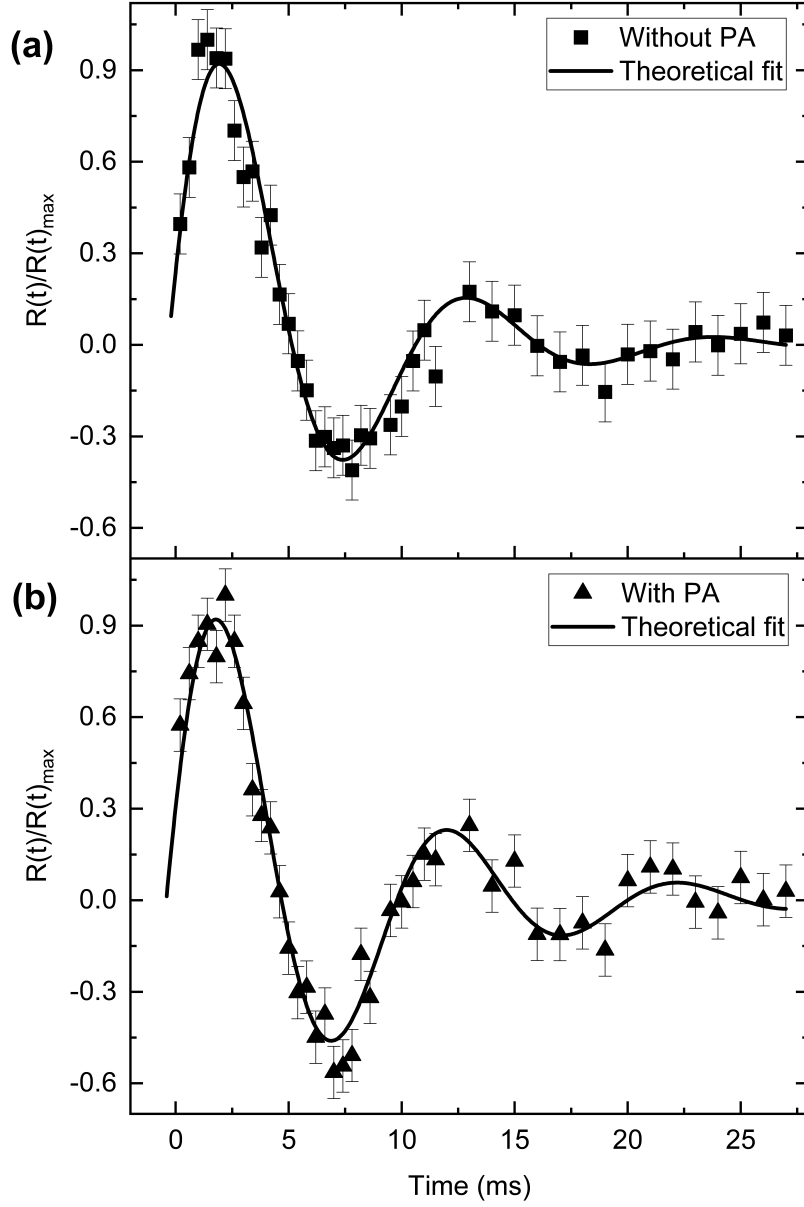 (a)
Without PA
Theoretical fit
R(t)/R(t)max
0.9
0.6
0.3
0.0
-0.3
-0.6
(b)
With PA
Theoretical fit
R(t)/R(t)max
0.9
0.6
0.3
0.0
-0.3
-0.6
0 5 10 15 20 25
Time (ms)